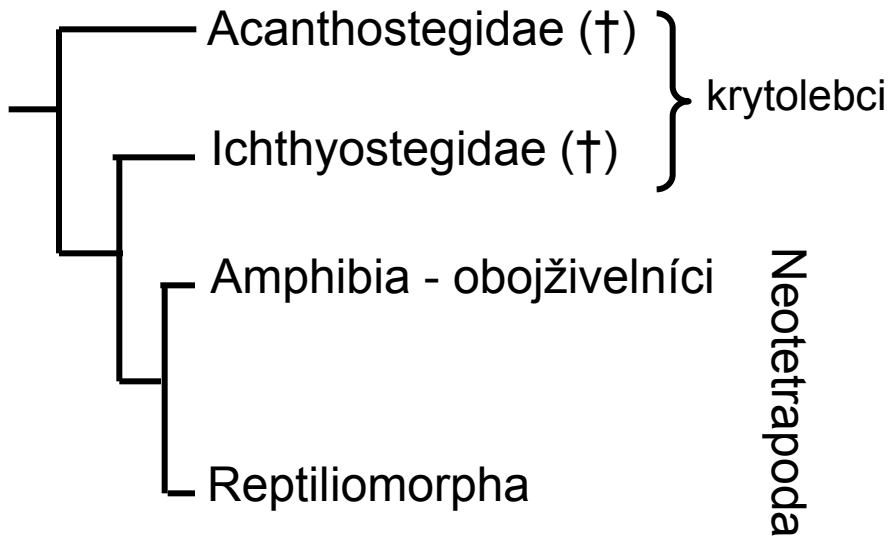 Acanthostegidae (†)
krytolebci
Ichthyostegidae (†)
Amphibia - obojživelníci
Neotetrapoda
Reptiliomorpha